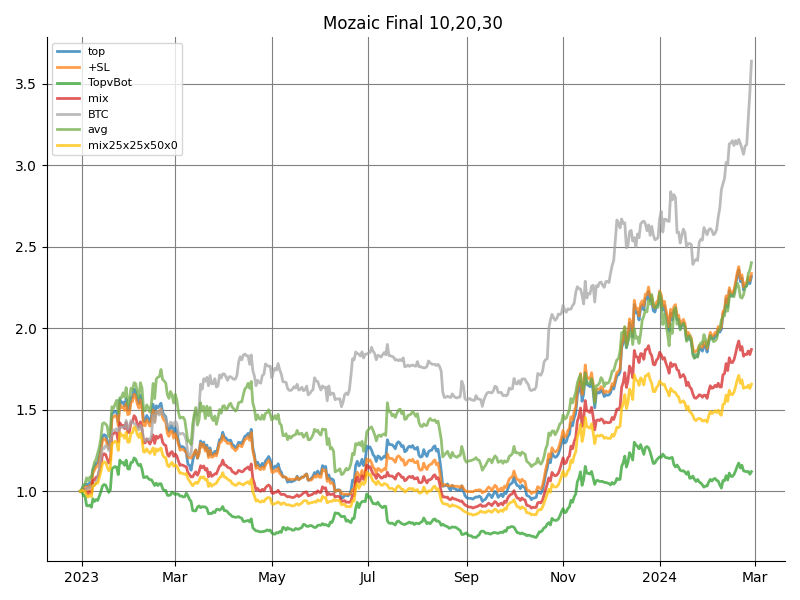 Mozaic Final 10,20,30
top
+SL
TopvBot
mix
BTC
avg
mix25x25x50x0
3.5
3.0
2.5
2.0
1.5
1.0
2023 Mar May Jul Sep Nov 2024 Mar